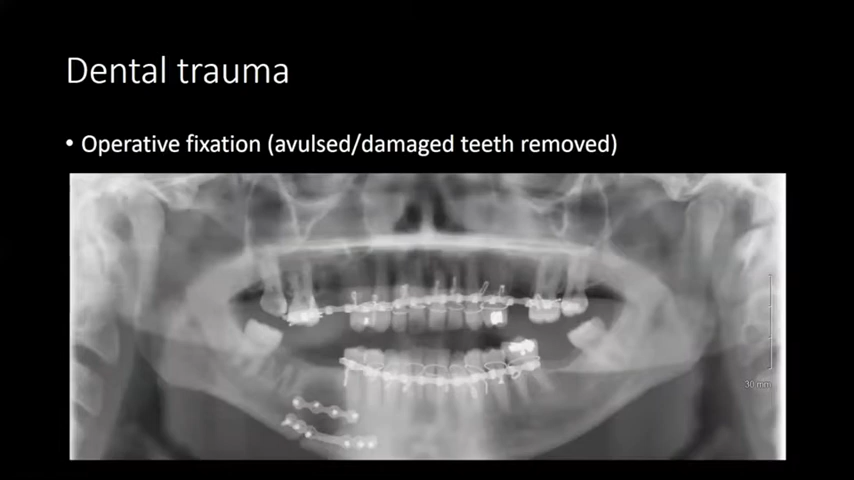 Dental trauma
• Operative fixation (avulsed/damaged teeth removed)
30 mm